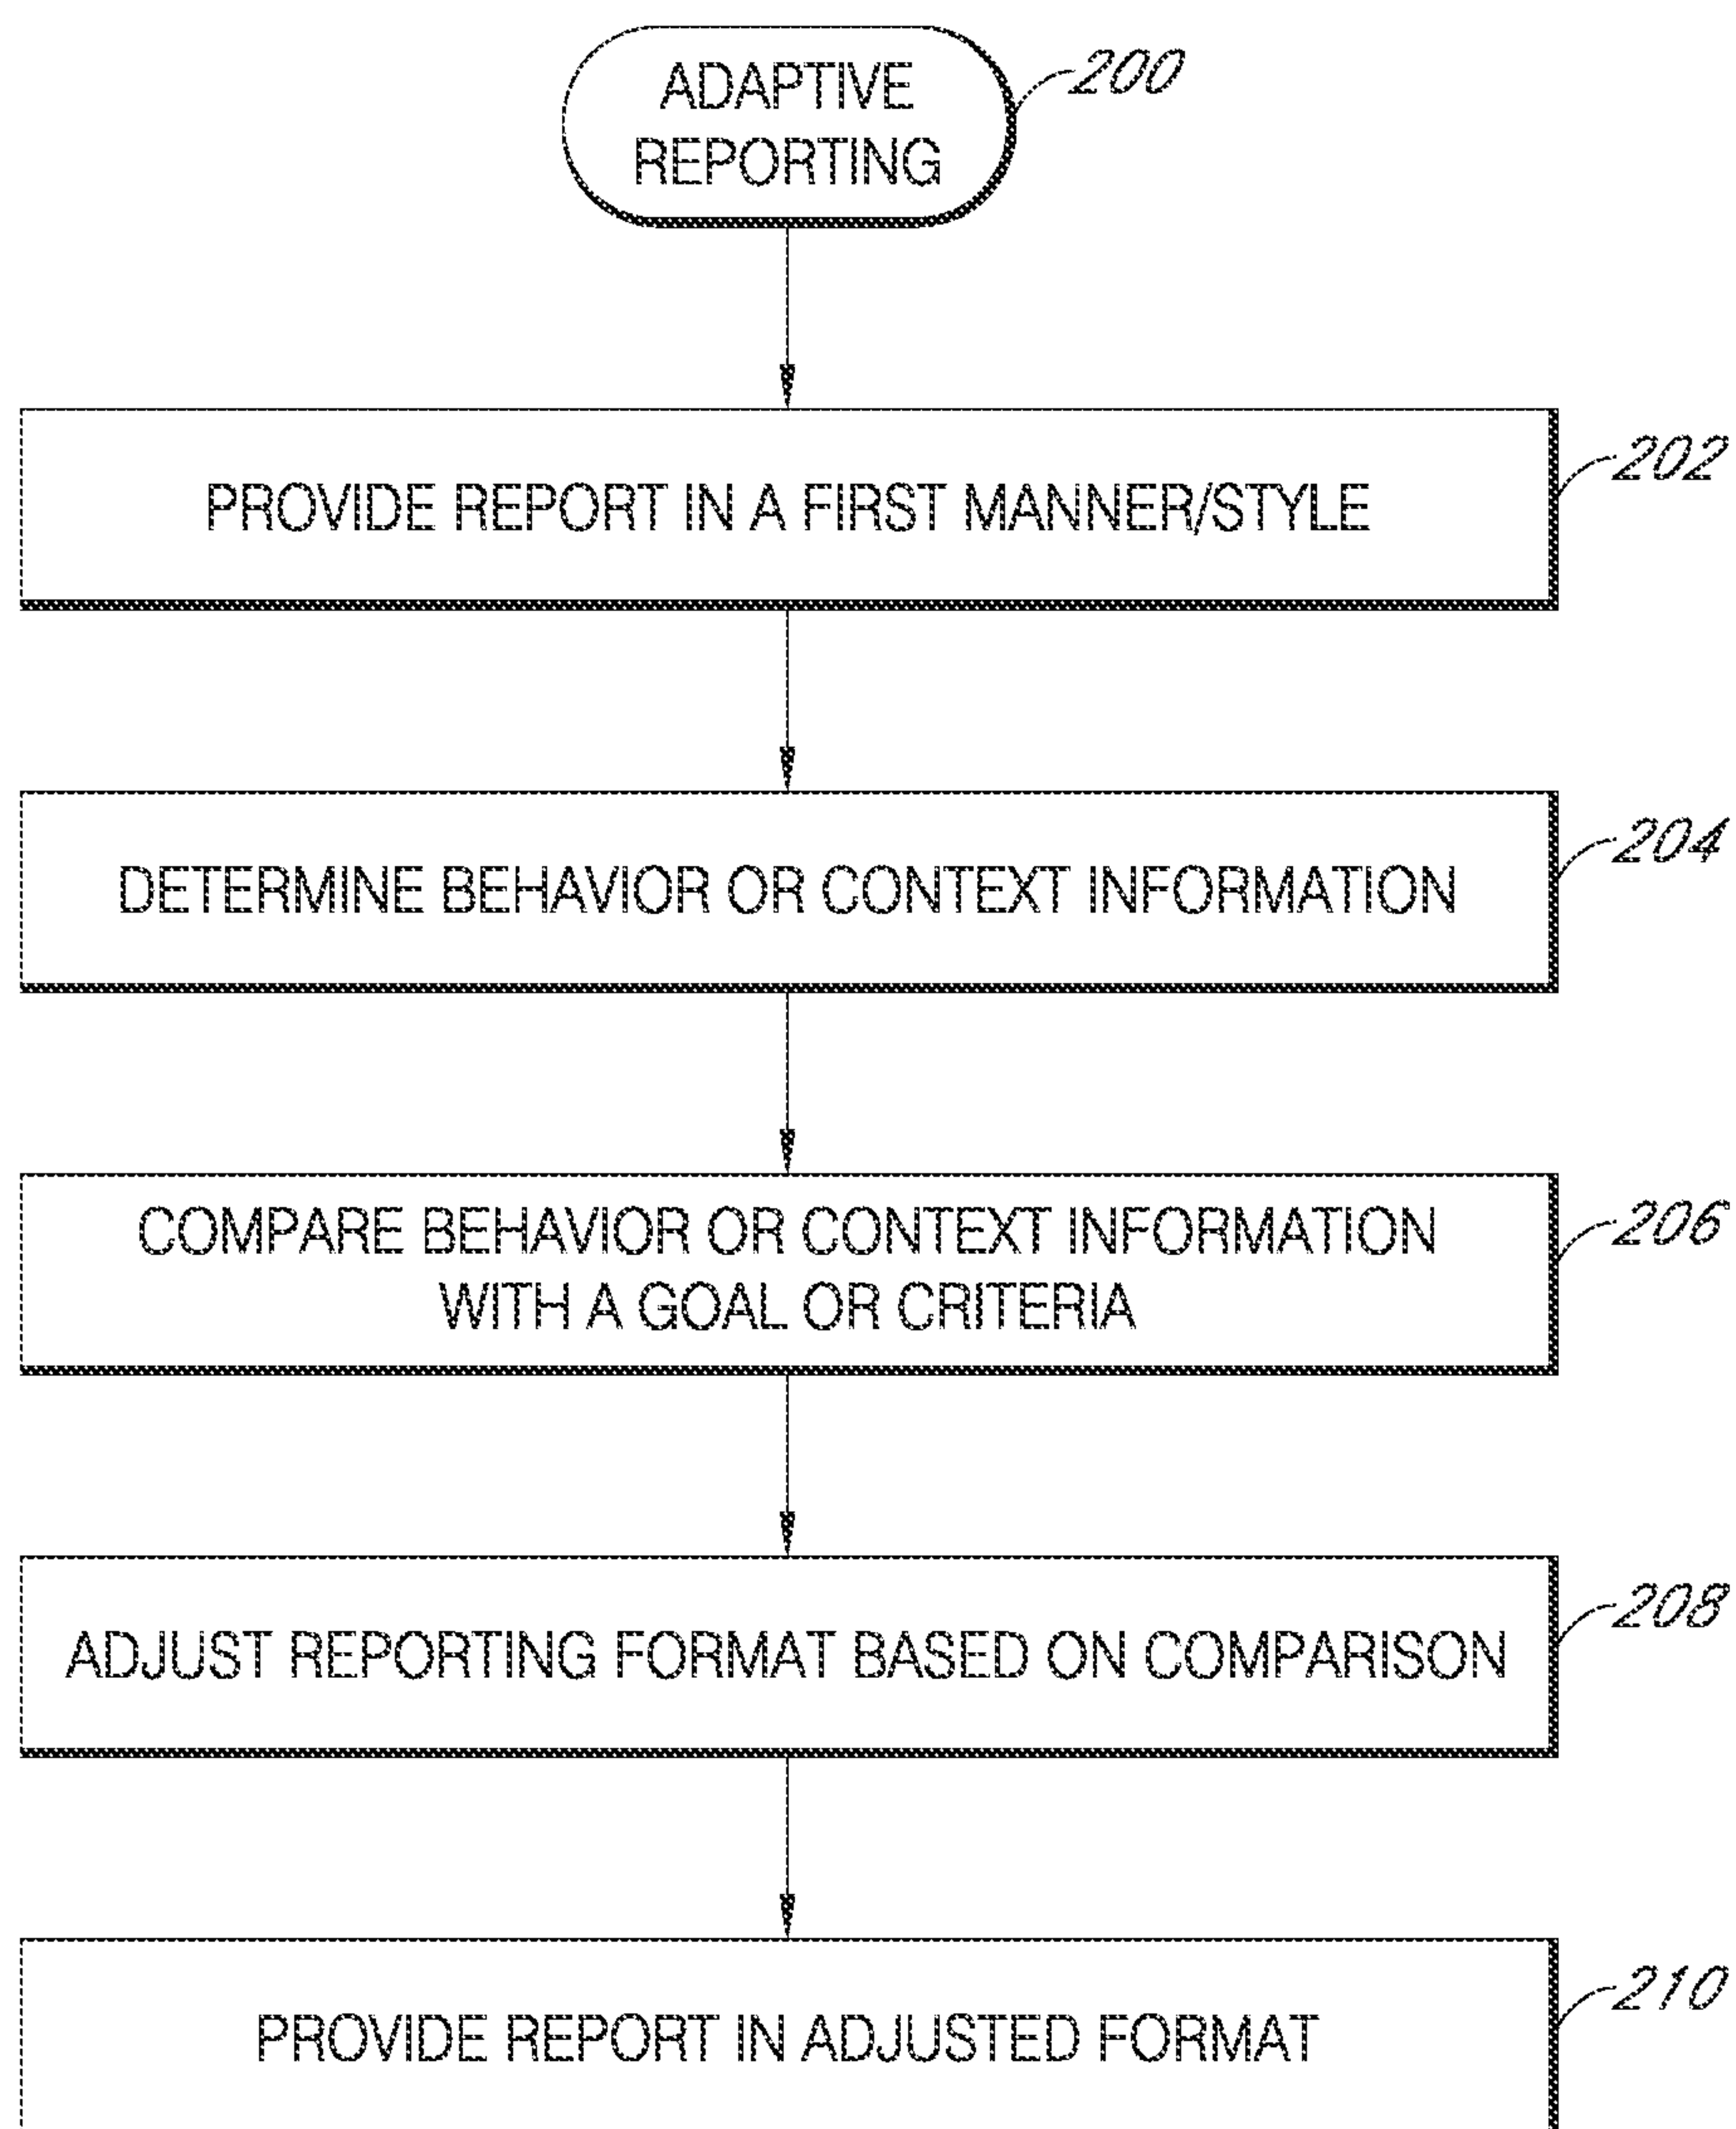 ADAPTIVE
REPORTING
200
PROVIDE REPORT IN A FIRST MANNER/STYLE
202
DETERMINE BEHAVIOR OR CONTEXT INFORMATION
204
COMPARE BEHAVIOR OR CONTEXT INFORMATION
WITH A GOAL OR CRITERIA
206
ADJUST REPORTING FORMAT BASED ON COMPARISON
208
PROVIDE REPORT IN ADJUSTED FORMAT
210